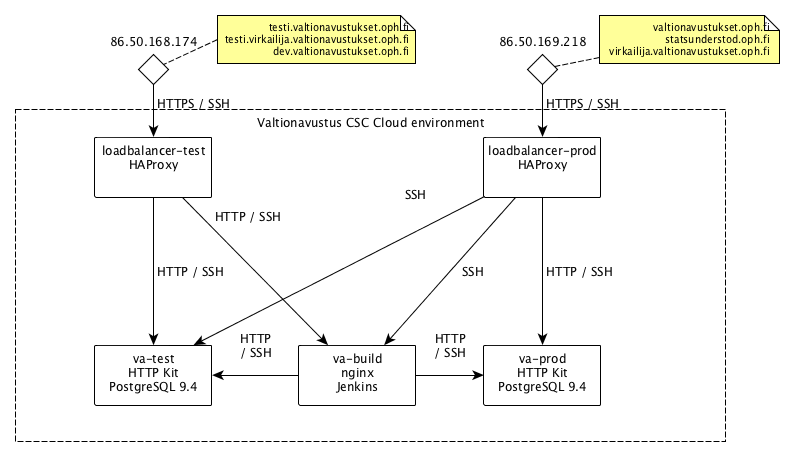 86.50.168.174
testi.valtionavustukset.oph.fi
testi.virkailija.valtionavustukset.oph.fi
dev.valtionavustukset.oph.fi
86.50.169.218
valtionavustukset.oph.fi
statsunderstod.oph.fi
virkailija.valtionavustukset.oph.fi
HTTPS / SSH
HTTPS / SSH
Valtionavustus CSC Cloud environment
loadbalancer-test
HAProxy
loadbalancer-prod
HAProxy
SSH
HTTP / SSH
HTTP / SSH
SSH
HTTP / SSH
HTTP
/ SSH
HTTP
/ SSH
va-test
HTTP Kit
PostgreSQL 9.4
va-build
nginx
Jenkins
va-prod
HTTP Kit
PostgreSQL 9.4